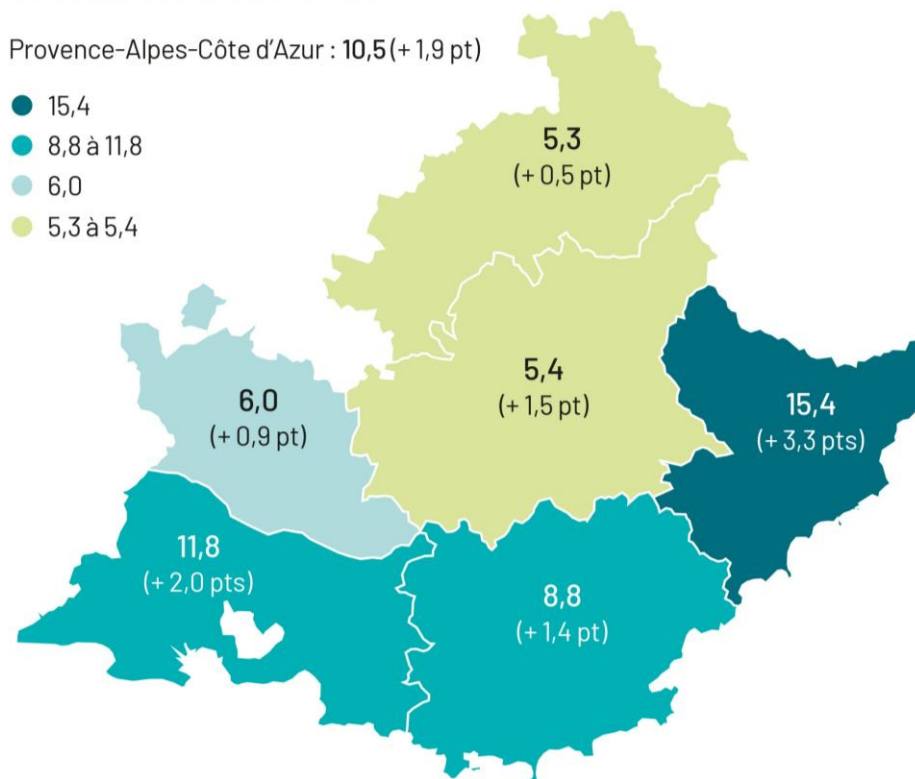 Provence-Alpes-Côte d'Azur : 10,5 (+ 1,9 pt)
15,4
8,8 à 11,8
6,0
5,3 à 5,4
5,3
(+ 0,5 pt)
5,4
(+ 1,5 pt)
15,4
(+ 3,3 pts)
6,0
(+ 0,9 pt)
11,8
(+ 2,0 pts)
8,8
(+ 1,4 pt)